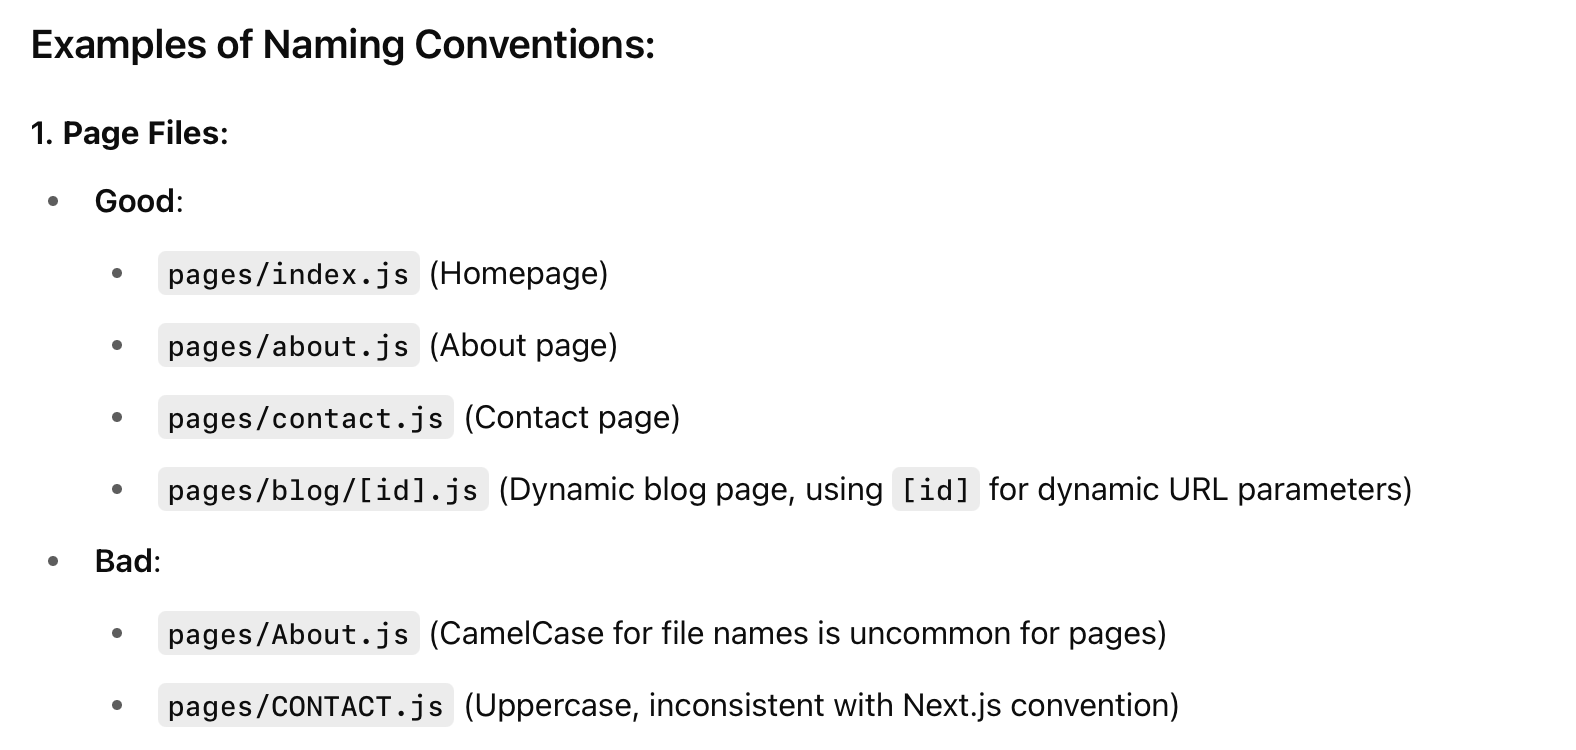 Examples of Naming Conventions:
1. Page Files:
• Good:
• pages/index.js (Homepage)
• pages/about.js (About page)
• pages/contact.js (Contact page)
• pages/blog/[id].js (Dynamic blog page, using [id] for dynamic URL parameters)
• Bad:
• pages/About.js (CamelCase for file names is uncommon for pages)
• pages/CONTACT.js (Uppercase, inconsistent with Next.js convention)